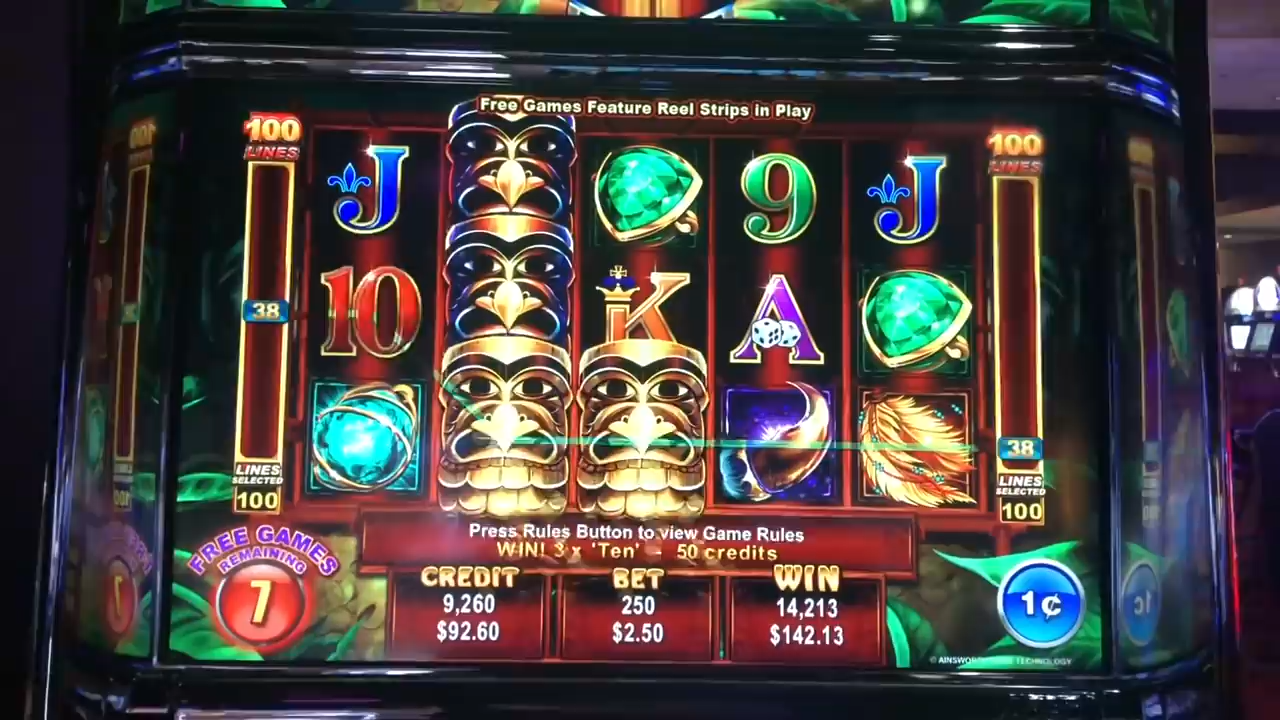 Free Games Feature Reel Strips in Play
100
LINES
100
LINES
J
9
J
10
K
A
38
38
LINES
SELECTED
100
LINES
SELECTED
100
Press Rules Button to view Game Rules
WIN! 3 x 'Ten' - 50 credits
FREE GAMES
REMAINING
7
CREDIT
9,260
$92.60
BET
250
$2.50
WIN
14,213
$142.13
1¢
© AINSWORTH TECHNOLOGY